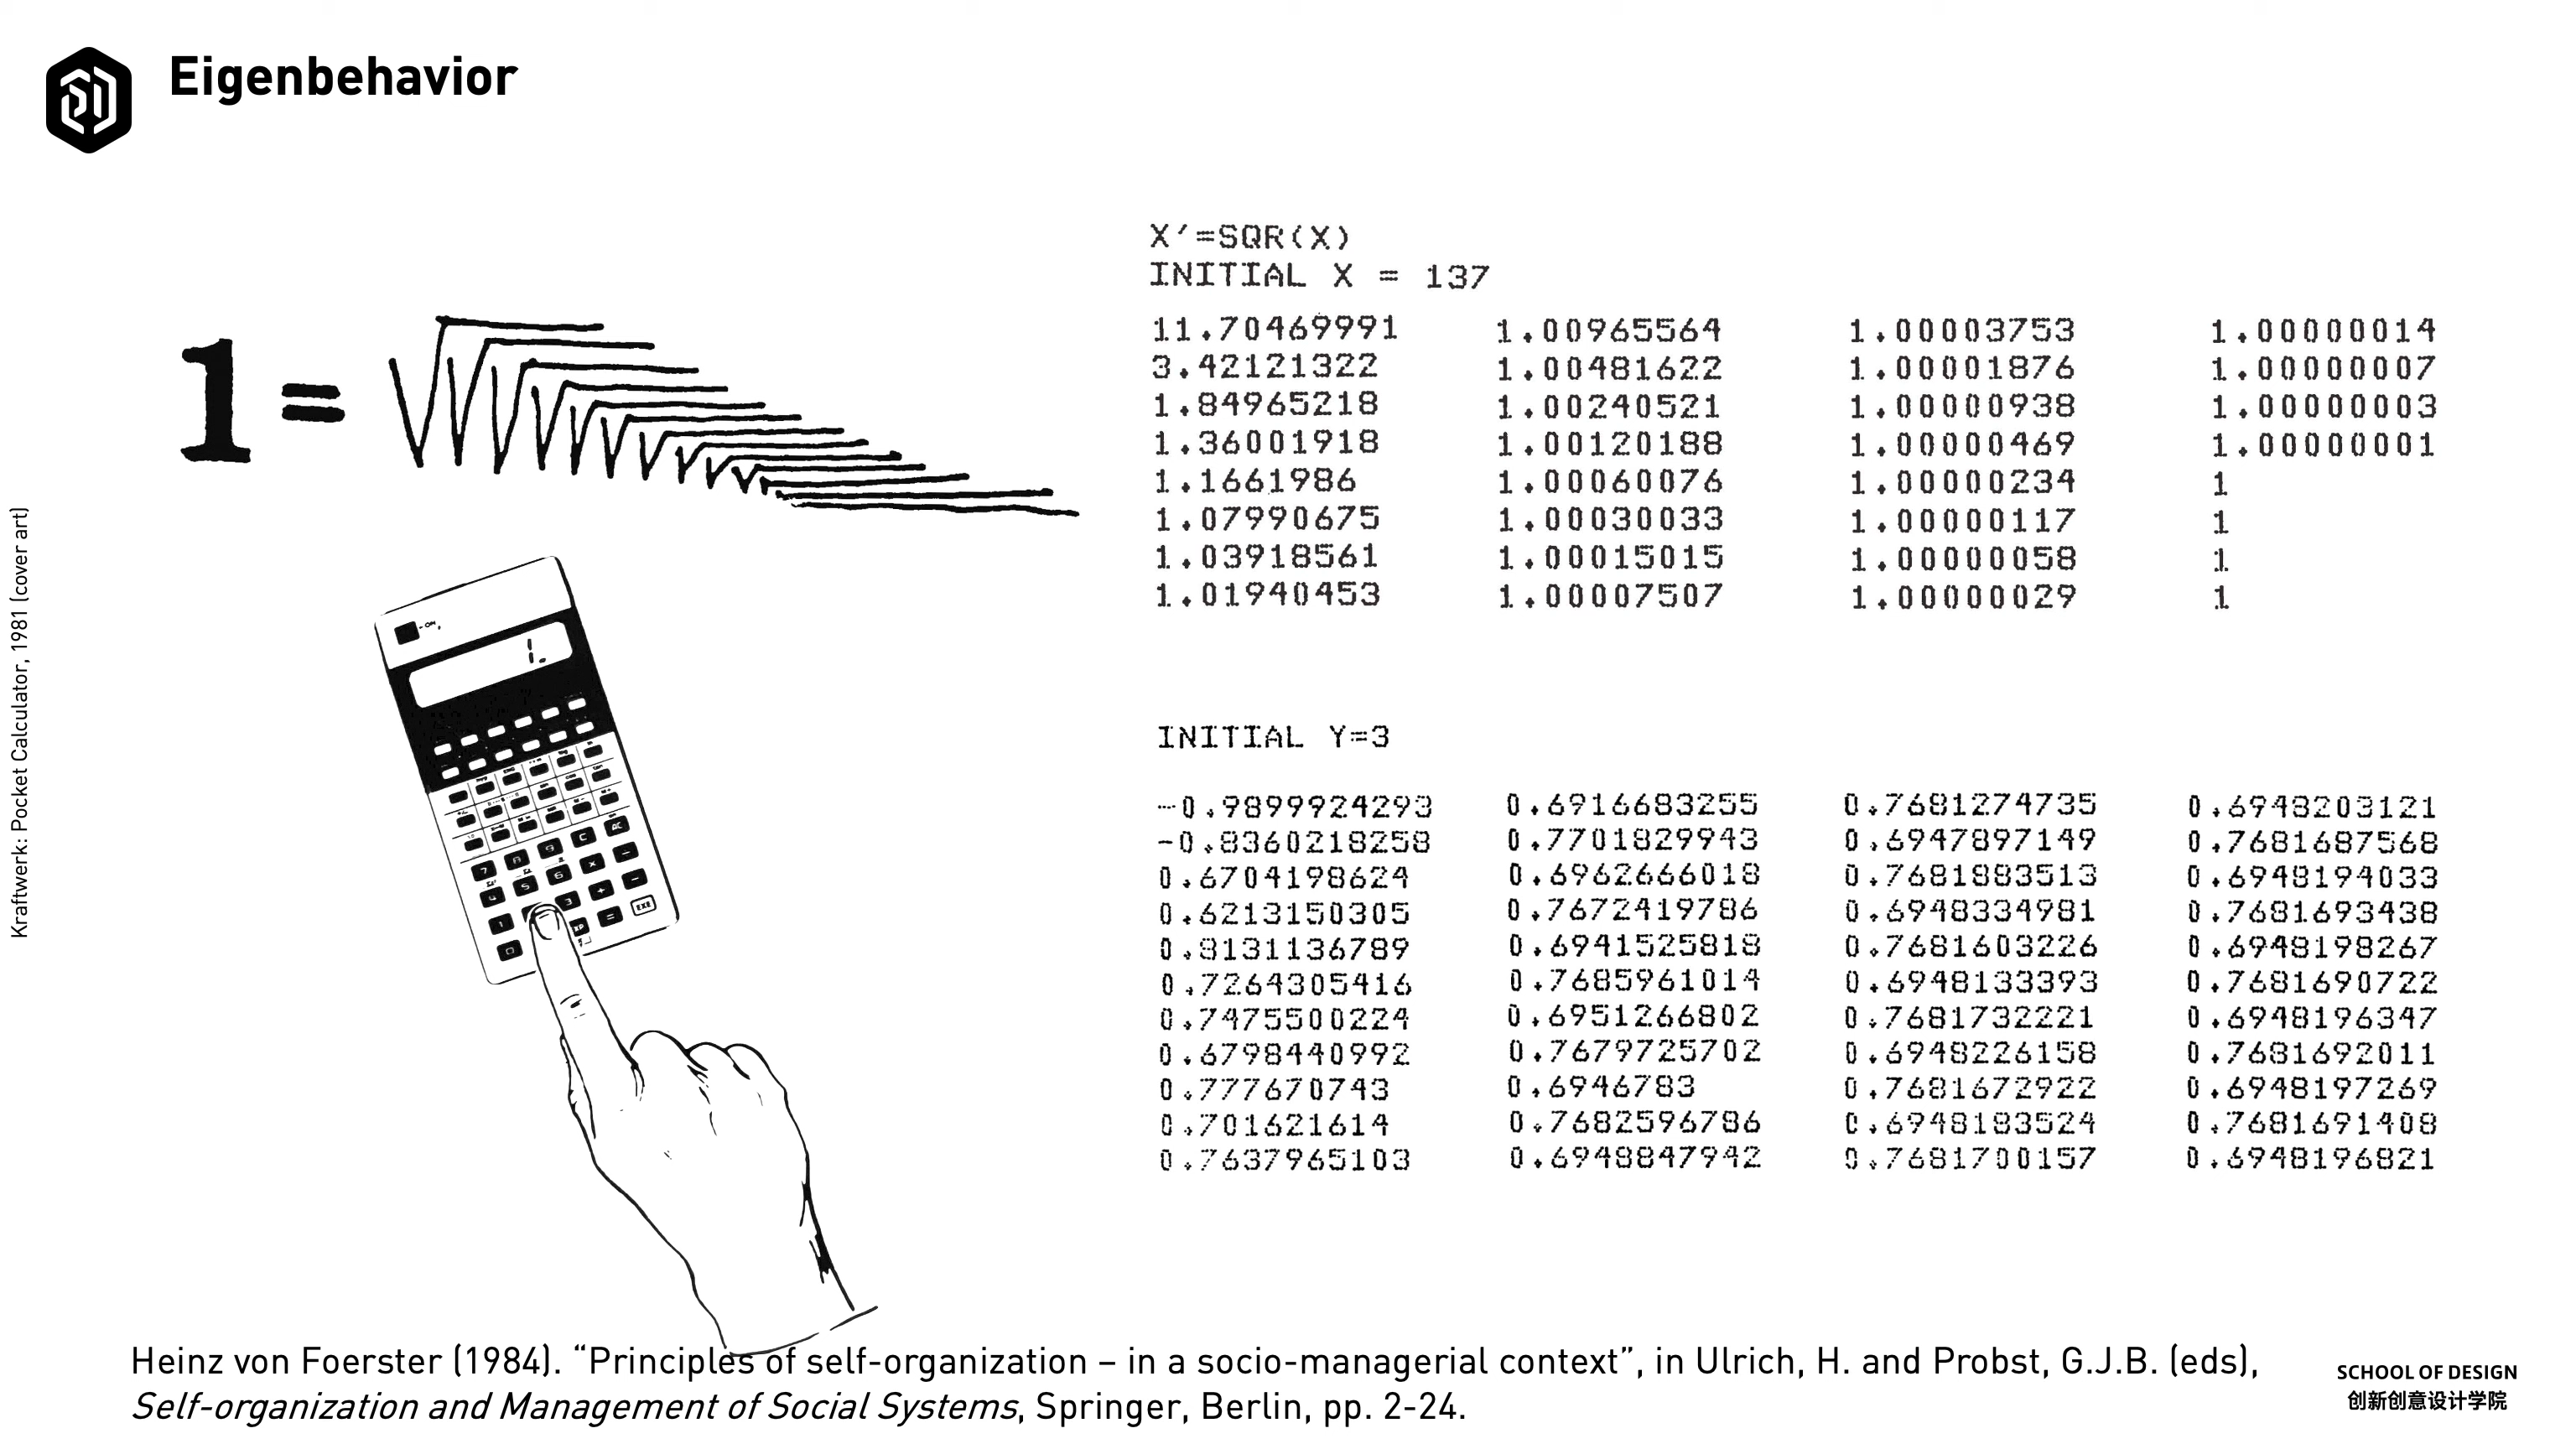 Eigenbehavior
Kraftwerk: Pocket Calculator, 1981 (cover art)
1=
1.
X′=SQR(X)
INITIAL X = 137
11.70469991 1.00965564 1.00003753 1.00000014
3.42121322 1.00481622 1.00001876 1.00000007
1.84965218 1.00240521 1.00000938 1.00000003
1.36001918 1.00120188 1.00000469 1.00000001
1.1661986 1.00060076 1.00000234 1
1.07990675 1.00030033 1.00000117 1
1.03918561 1.00015015 1.00000058 1
1.01940453 1.00007507 1.00000029 1
INITIAL Y=3
-0.9899924293 0.6916683255 0.7681274735 0.6948203121
-0.8360218258 0.7701829943 0.6947897149 0.7681687568
0.6704198624 0.6962666018 0.7681883513 0.6948194033
0.6213150305 0.7672419786 0.6948334981 0.7681693438
0.8131136789 0.6941525818 0.7681603226 0.6948198267
0.7264305416 0.7685961014 0.6948133393 0.7681690722
0.7475500224 0.6951266802 0.7681732221 0.6948196347
0.6798440992 0.7679725702 0.6948226158 0.7681692011
0.777670743 0.6946783 0.7681672922 0.6948197269
0.701621614 0.7682596786 0.6948183524 0.7681691408
0.7637965103 0.6948847942 0.7681700157 0.6948196821
Heinz von Foerster (1984). “Principles of self-organization – in a socio-managerial context”, in Ulrich, H. and Probst, G.J.B. (eds),
Self-organization and Management of Social Systems, Springer, Berlin, pp. 2-24.
SCHOOL OF DESIGN
创新创意设计学院